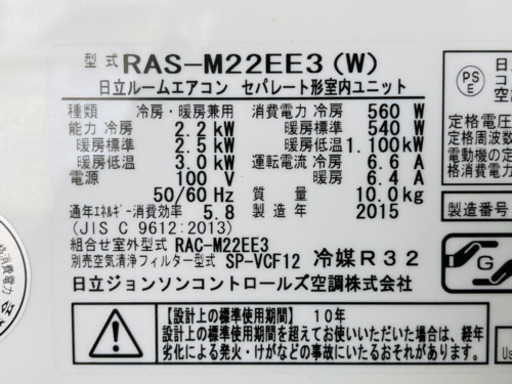 型式 RAS-M22EE3 (W)
日立ルームエアコン セパレート形室内ユニット
種類 冷房・暖房兼用 消費電力 冷房 560 W
能力 冷房 2.2 kW 暖房標準 540 W
暖房標準 2.5 kW 暖房低温 1.100 kW
暖房低温 3.0 kW 運転電流 冷房 6.6 A
電源 100 V 暖房 6.4 A
50/60 Hz 質量 10.0kg
通年エネルギー消費効率 5.8 製造年 2015
(JIS C 9612:2013)
組合せ室外型式 RAC-M22EE3
別売空気清浄フィルター型式 SP-VCF12 冷媒R32
日立ジョンソンコントロールズ空調株式会社
【設計上の標準使用期間】 10年
設計上の標準使用期間を超えてお使いいただいた場合は、経年
劣化による発火・けがなどの事故にいたるおそれがあります。
PS
E
定格電圧
定格周波数
電動機の定
製造番号
G
格消費電力